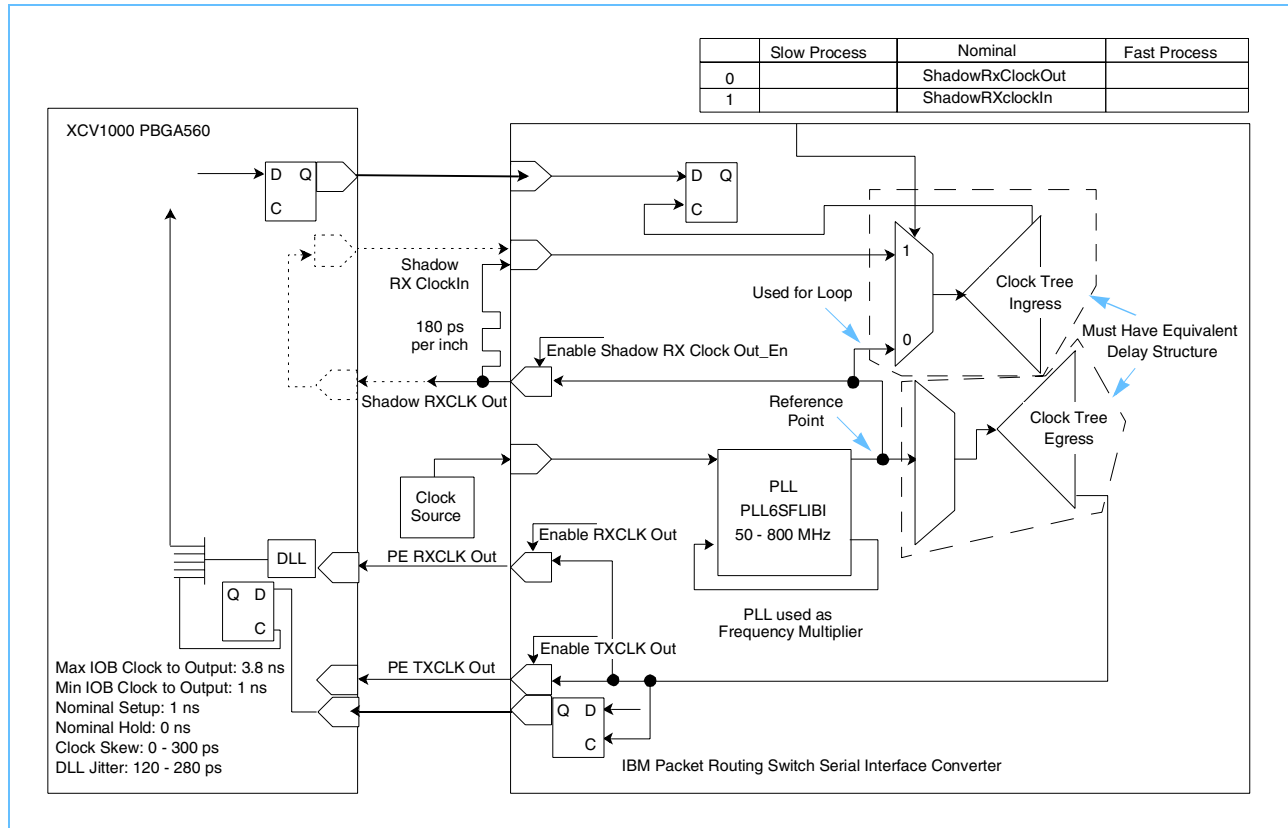 Slow Process Nominal Fast Process
0 ShadowRxClockOut
1 ShadowRXclockIn
XCV1000 PBGA560
D Q
C
D Q
C
Shadow
RX ClockIn
180 ps
per inch
1
0
Clock Tree
Ingress
Used for Loop
Must Have Equivalent
Delay Structure
Enable Shadow RX Clock Out_En
Shadow RXCLK Out
Reference
Point
Clock Tree
Egress
Clock
Source
PLL
PLL6SFLIBI
50 - 800 MHz
Enable RXCLK Out
PE RXCLK Out
DLL
Q D
C
PLL used as
Frequency Multiplier
Enable TXCLK Out
PE TXCLK Out
Q D
C
Max IOB Clock to Output: 3.8 ns
Min IOB Clock to Output: 1 ns
Nominal Setup: 1 ns
Nominal Hold: 0 ns
Clock Skew: 0 - 300 ps
DLL Jitter: 120 - 280 ps
IBM Packet Routing Switch Serial Interface Converter